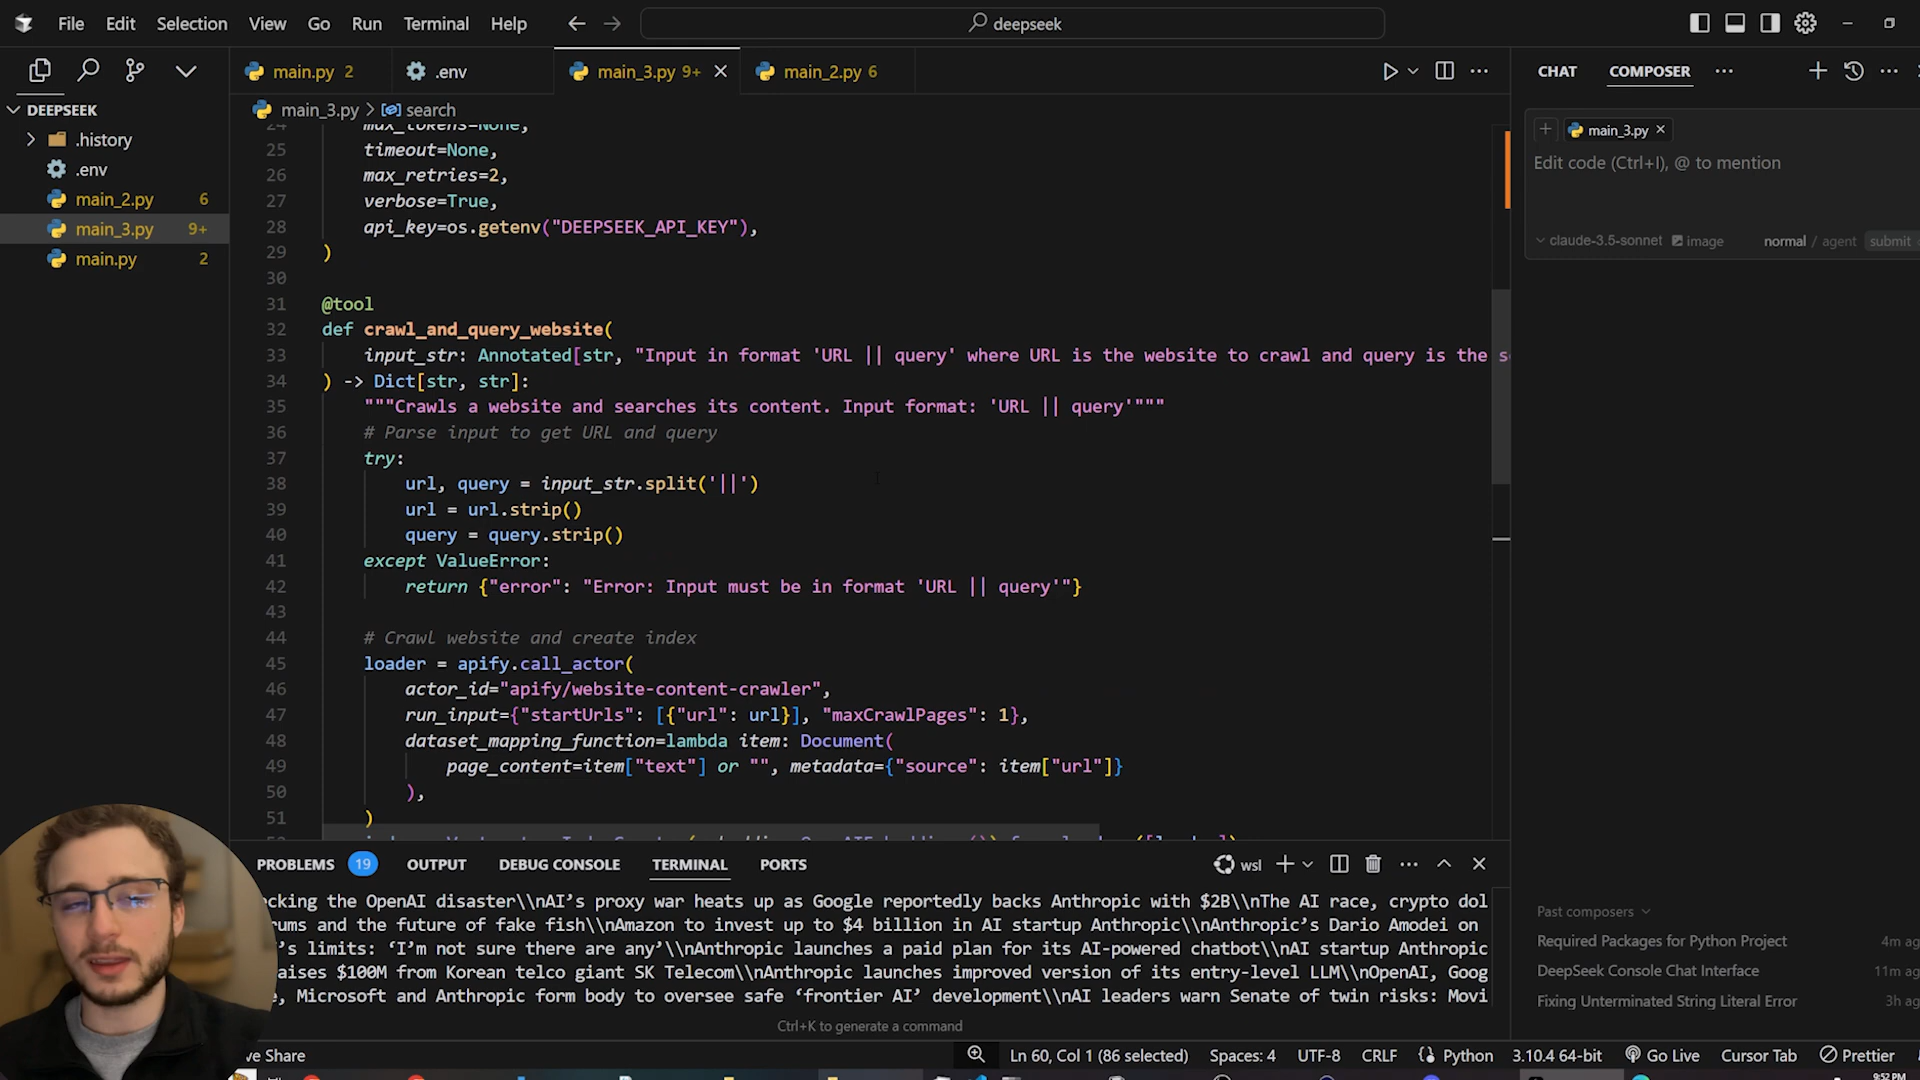 File Edit Selection View Go Run Terminal Help
deepseek
main.py 2
.env
main_3.py 9+
main_2.py 6
CHAT COMPOSER
DEEPSEEK
.history
.env
main_2.py 6
main_3.py 9+
main.py 2
main_3.py > search
24 max_tokens=None,
25 timeout=None,
26 max_retries=2,
27 verbose=True,
28 api_key=os.getenv("DEEPSEEK_API_KEY"),
29 )
30
31 @tool
32 def crawl_and_query_website(
33 input_str: Annotated[str, "Input in format 'URL || query' where URL is the website to crawl and query is the s
34 ) -> Dict[str, str]:
35 """Crawls a website and searches its content. Input format: 'URL || query'"""
36 # Parse input to get URL and query
37 try:
38 url, query = input_str.split('||')
39 url = url.strip()
40 query = query.strip()
41 except ValueError:
42 return {"error": "Error: Input must be in format 'URL || query'"}
43
44 # Crawl website and create index
45 loader = apify.call_actor(
46 actor_id="apify/website-content-crawler",
47 run_input={"startUrls": [{"url": url}], "maxCrawlPages": 1},
48 dataset_mapping_function=lambda item: Document(
49 page_content=item["text"] or "", metadata={"source": item["url"]}
50 ),
51 )
main_3.py
Edit code (Ctrl+I), @ to mention
claude-3.5-sonnet image normal / agent submit
Past composers
Required Packages for Python Project 4m ag
DeepSeek Console Chat Interface 11m ag
Fixing Unterminated String Literal Error 3h ag
PROBLEMS 19 OUTPUT DEBUG CONSOLE TERMINAL PORTS
wsl
cking the OpenAI disaster\\nAI’s proxy war heats up as Google reportedly backs Anthropic with $2B\\nThe AI race, crypto dol
rums and the future of fake fish\\nAmazon to invest up to $4 billion in AI startup Anthropic\\nAnthropic’s Dario Amodei on
’s limits: ‘I’m not sure there are any’\\nAnthropic launches a paid plan for its AI-powered chatbot\\nAI startup Anthropic
aises $100M from Korean telco giant SK Telecom\\nAnthropic launches improved version of its entry-level LLM\\nOpenAI, Goog
e, Microsoft and Anthropic form body to oversee safe ‘frontier AI’ development\\nAI leaders warn Senate of twin risks: Movi
Ctrl+K to generate a command
ve Share
Ln 60, Col 1 (86 selected) Spaces: 4 UTF-8 CRLF Python 3.10.4 64-bit Go Live Cursor Tab Prettier
9:52 PM